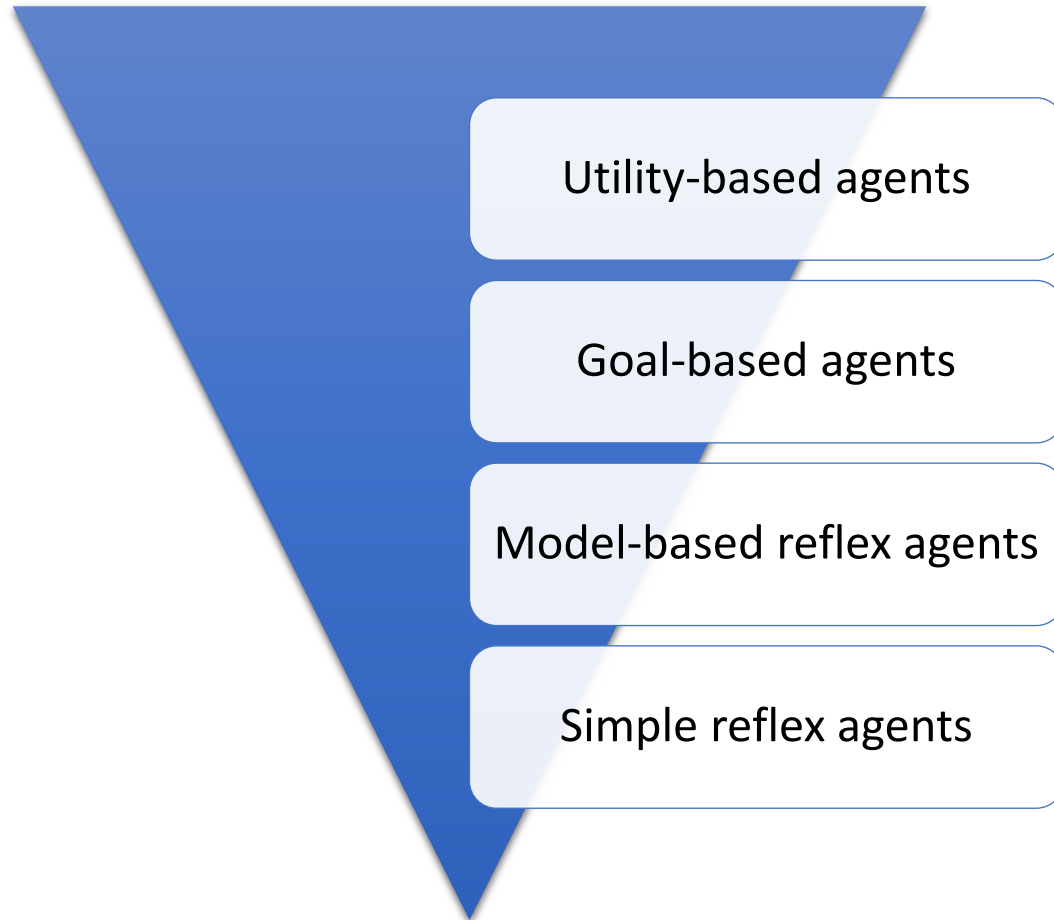 Utility-based agents
Goal-based agents
Model-based reflex agents
Simple reflex agents